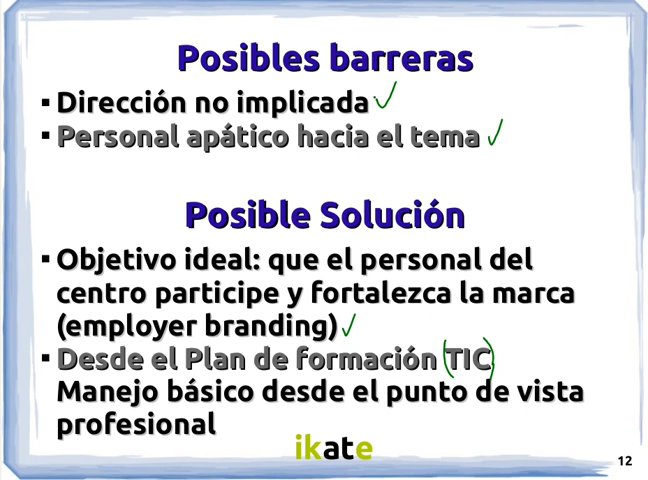 Posibles barreras
▪ Dirección no implicada
▪ Personal apático hacia el tema
Posible Solución
▪ Objetivo ideal: que el personal del
centro participe y fortalezca la marca
(employer branding)
▪ Desde el Plan de formación TIC
Manejo básico desde el punto de vista
profesional
ikate
12